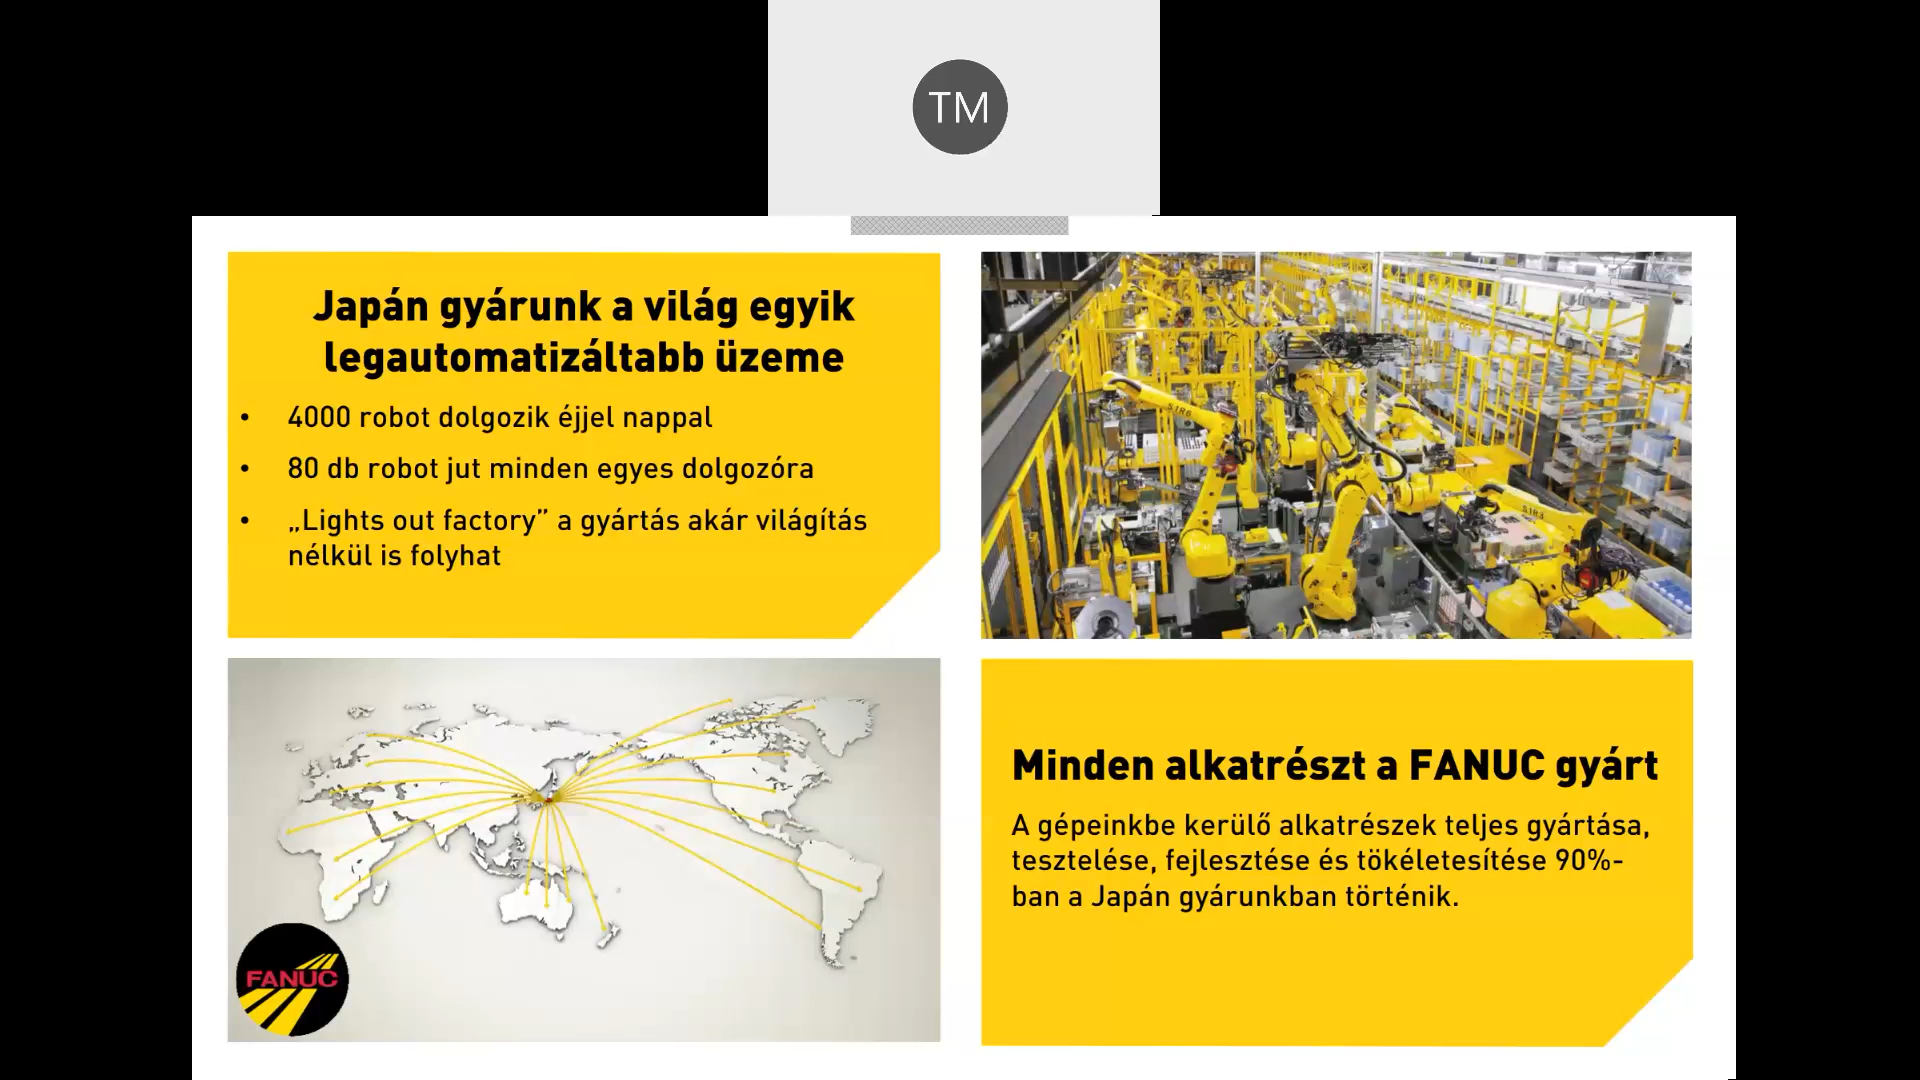 TM
Japán gyárunk a világ egyik
legautomatizáltabb üzeme
• 4000 robot dolgozik éjjel nappal
• 80 db robot jut minden egyes dolgozóra
• „Lights out factory” a gyártás akár világítás
nélkül is folyhat
S1R6
S1R3
Minden alkatrészt a FANUC gyárt
A gépeinkbe kerülő alkatrészek teljes gyártása,
tesztelése, fejlesztése és tökéletesítése 90%-
ban a Japán gyárunkban történik.
FANUC